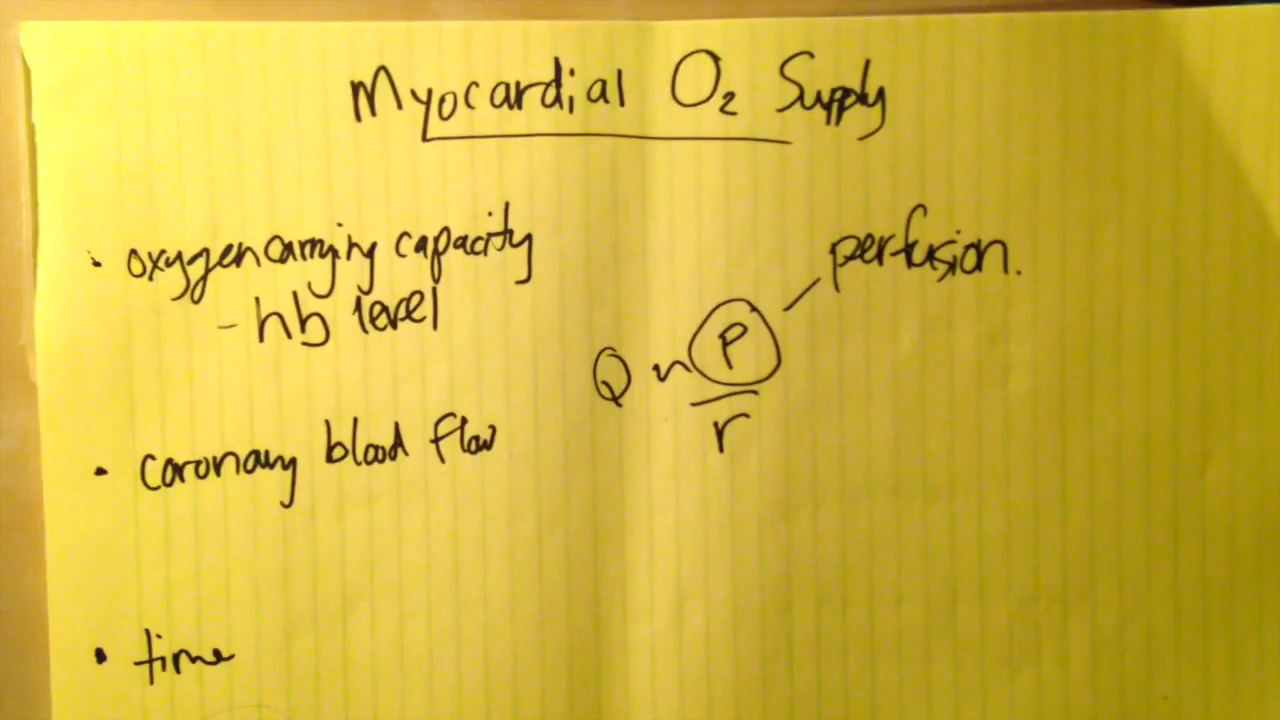 Myocardial O₂ Supply
• oxygen carrying capacity
- hb level
perfusion.
Q ~ P
r
• coronary blood flow
• time